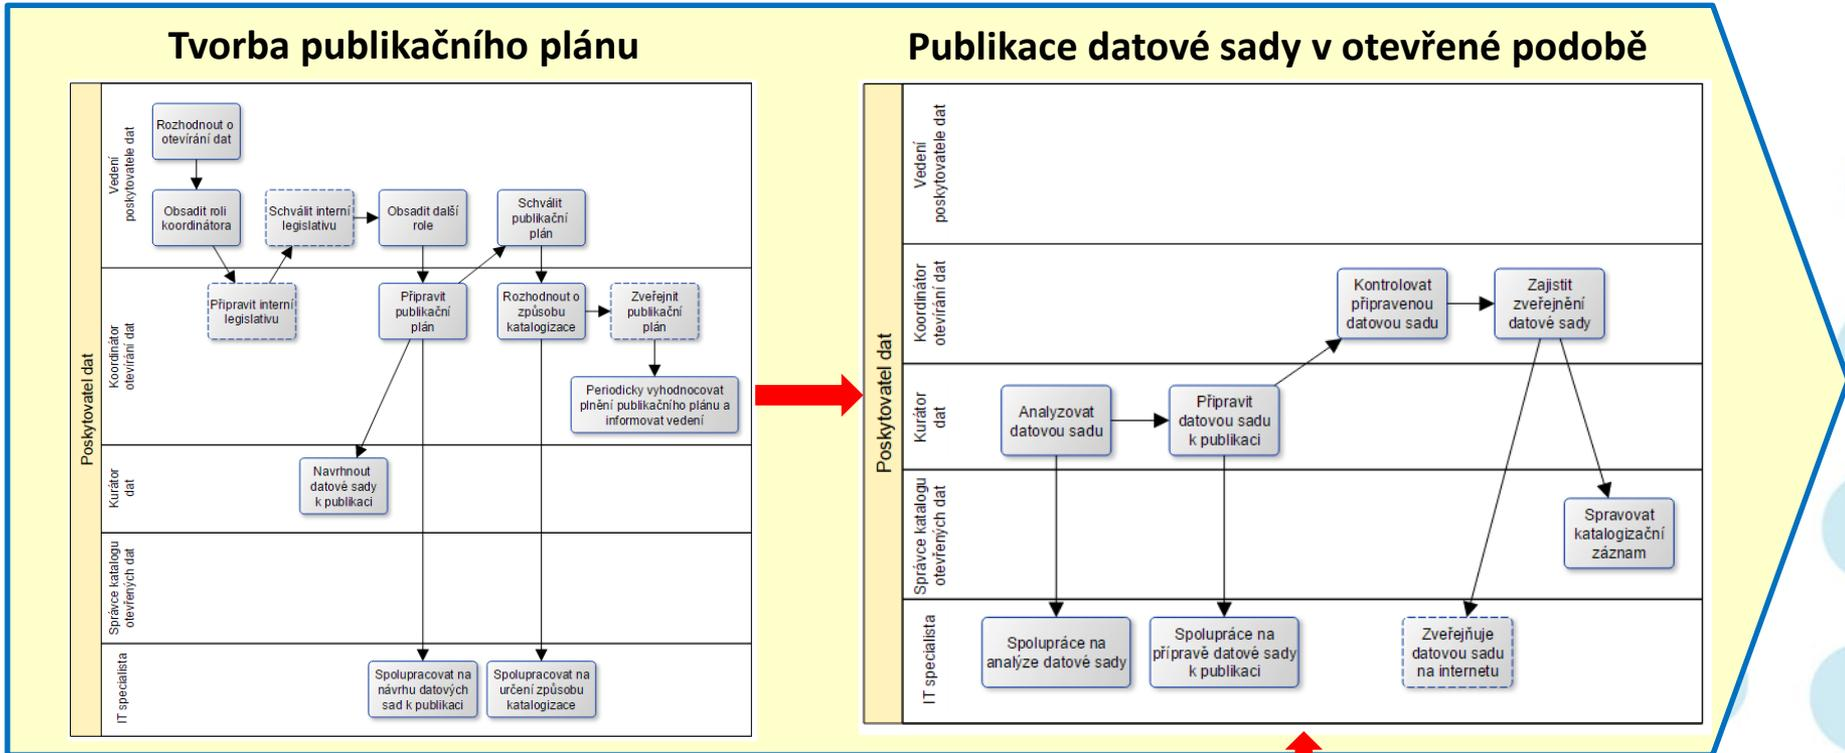 Tvorba publikačního plánu
Poskytovatel dat
Vedení
poskytovatele dat
Rozhodnout o
otevírání dat
Obsadit roli
koordinátora
Schválit interní
legislativu
Obsadit další
role
Schválit
publikační
plán
Koordinátor
otevírání dat
Připravit interní
legislativu
Připravit
publikační
plán
Rozhodnout o
způsobu
katalogizace
Zveřejnit
publikační
plán
Periodicky vyhodnocovat
plnění publikačního plánu a
informovat vedení
Kurátor
dat
Navrhnout
datové sady
k publikaci
Správce katalogu
otevřených dat
IT specialista
Spolupracovat na
návrhu datových
sad k publikaci
Spolupracovat na
určení způsobu
katalogizace
Publikace datové sady v otevřené podobě
Poskytovatel dat
Vedení
poskytovatele dat
Koordinátor
otevírání dat
Kontrolovat
připravenou
datovou sadu
Zajistit
zveřejnění
datové sady
Kurátor
dat
Analyzovat
datovou sadu
Připravit
datovou sadu
k publikaci
Správce katalogu
otevřených dat
Spravovat
katalogizační
záznam
IT specialista
Spolupráce na
analýze datové sady
Spolupráce na
přípravě datové sady
k publikaci
Zveřejňuje
datovou sadu
na internetu